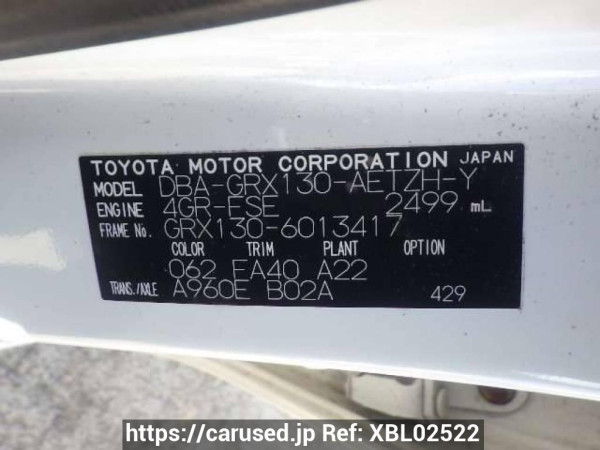 TOYOTA MOTOR CORPORATION JAPAN
MODEL DBA-GRX130-AETZH-Y
ENGINE 4GR-FSE 2499 mL
FRAME No. GRX130-6013417
COLOR TRIM PLANT OPTION
062 FA40 A22
TRANS./AXLE A960E B02A 429
https://carused.jp Ref: XBL02522